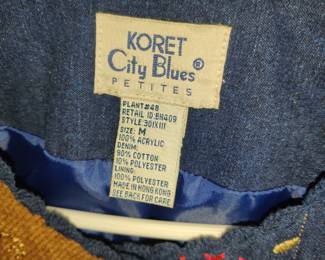 KORET
City Blues ®
PETITES
PLANT#48
RETAIL ID:BN409
STYLE 301X111
SIZE: M
100% ACRYLIC
DENIM:
90% COTTON
10% POLYESTER
LINING:
100% POLYESTER
MADE IN HONG KONG
SEE BACK FOR CARE